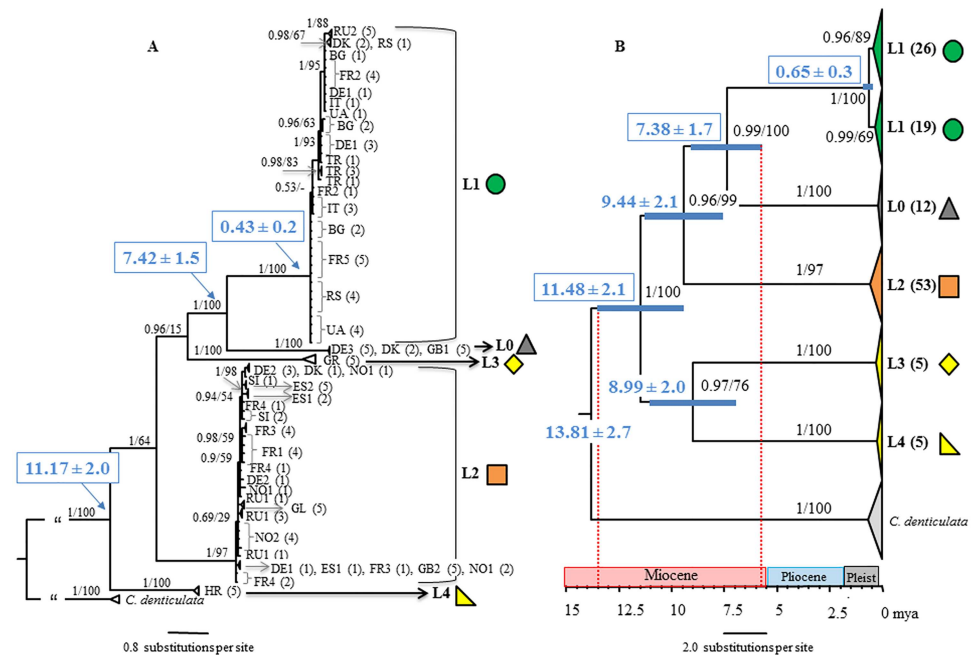 A
1/88
RU2 (5)
0.98/67
DK (2), RS (1)
BG (1)
1/95
FR2 (4)
DE1 (1)
IT (1)
UA (1)
0.96/63
BG (2)
1/93
DE1 (3)
TR (1)
0.98/83
TR (3)
TR (1)
0.53/-
FR2 (1)
IT (3)
L1
0.43 ± 0.2
BG (2)
7.42 ± 1.5
FR5 (5)
1/100
RS (4)
1/100
UA (4)
0.96/15
1/100
DE3 (5), DK (2), GB1 (5)
L0
1/100
GR (5)
L3
1/98
DE2 (3), DK (1), NO1 (1)
SI (1)
ES2 (5)
0.94/54
ES1 (2)
FR4 (1)
SI (2)
FR3 (4)
0.98/59
1/64
FR1 (4)
0.9/59
FR4 (1)
L2
11.17 ± 2.0
DE2 (1)
NO1 (1)
RU1 (1)
GL (5)
1/100
0.69/29
RU1 (3)
NO2 (4)
1/97
RU1 (1)
DE1 (1), ES1 (1), FR3 (1), GB2 (5), NO1 (2)
FR4 (2)
1/100
1/100
HR (5)
L4
C. denticulata
0.8 substitutions per site
B
0.96/89
L1 (26)
0.65 ± 0.3
1/100
7.38 ± 1.7
0.99/100
0.99/69
L1 (19)
9.44 ± 2.1
0.96/99
1/100
L0 (12)
11.48 ± 2.1
1/100
1/97
L2 (53)
8.99 ± 2.0
0.97/76
1/100
L3 (5)
13.81 ± 2.7
1/100
L4 (5)
1/100
C. denticulata
Miocene
Pliocene
Pleist
15 12.5 10 7.5 5 2.5 0 mya
2.0 substitutions per site